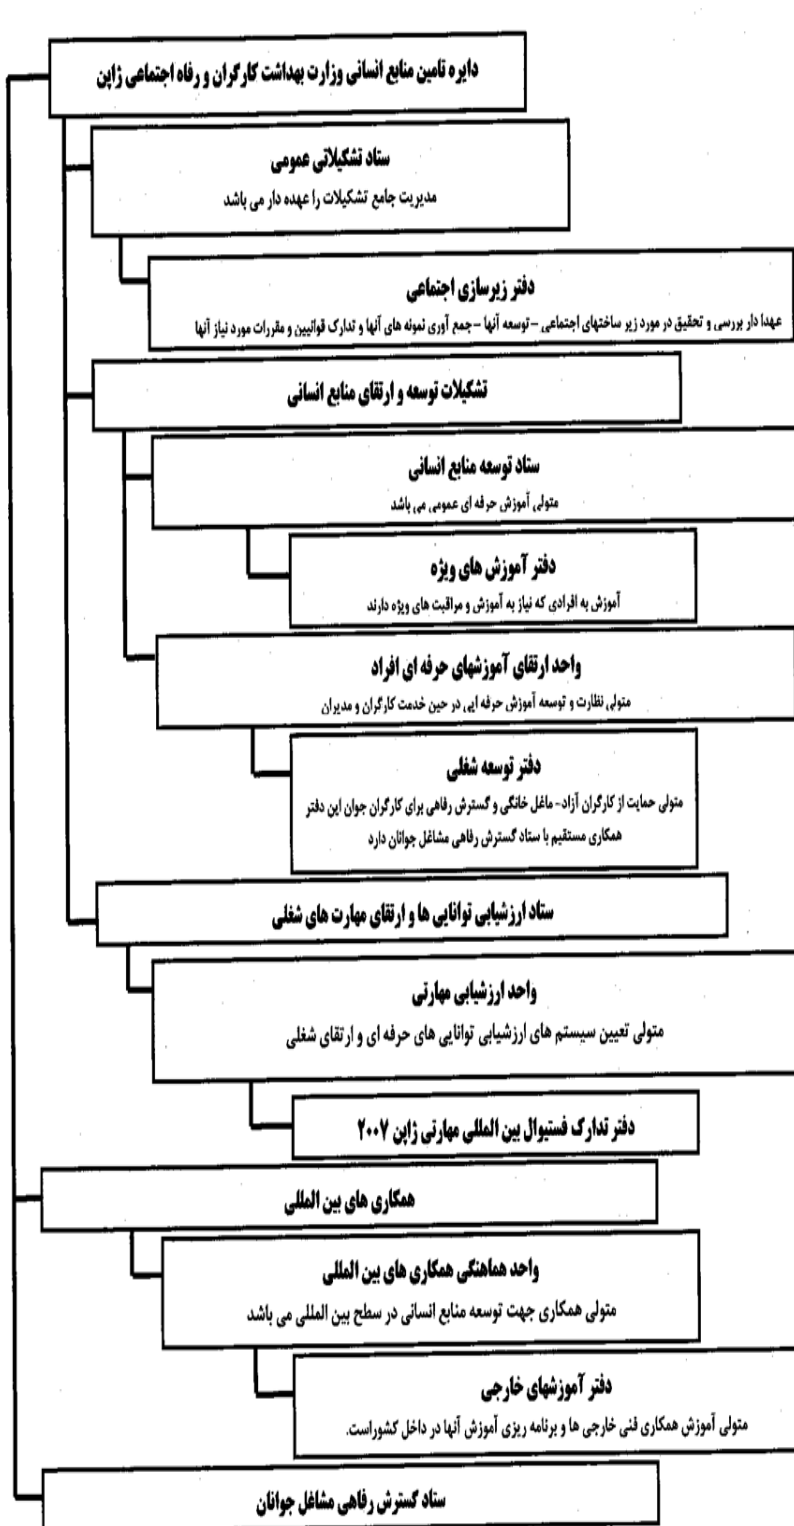 دایره تامین منابع انسانی وزارت بهداشت کارگران و رفاه اجتماعی ژاپن
ستاد تشکیلاتی عمومی
مدیریت جامع تشکیلات را عهده دار می باشد
دفتر زیرسازی اجتماعی
عهدا دار بررسی و تحقیق در مورد زیر ساختهای اجتماعی -توسعه آنها -جمع آوری نمونه های آنها و تدارک قوانیین و مقررات مورد نیاز آنها
تشکیلات توسعه و ارتقای منابع انسانی
ستاد توسعه منابع انسانی
متولی آموزش حرفه ای عمومی می باشد
دفتر آموزش های ویژه
آموزش به افرادی که نیاز به آموزش و مراقبت های ویژه دارند
واحد ارتقای آموزشهای حرفه ای افراد
متولی نظارت و توسعه آموزش حرفه ایی در حین خدمت کارگران و مدیران
دفتر توسعه شغلی
متولی حمایت از کارگران آزاد- ماغل خانگی و گسترش رفاهی برای کارگران جوان این دفتر
همکاری مستقیم با ستاد گسترش رفاهی مشاغل جوانان دارد
ستاد ارزشیابی توانایی ها و ارتقای مهارت های شغلی
واحد ارزشیابی مهارتی
متولی تعیین سیستم های ارزشیابی توانایی های حرفه ای و ارتقای شغلی
دفتر تدارک فستیوال بین المللی مهارتی ژاپن ۲۰۰۷
همکاری های بین المللی
واحد هماهنگی همکاری های بین المللی
متولی همکاری جهت توسعه منابع انسانی در سطح بین المللی می باشد
دفتر آموزشهای خارجی
متولی آموزش همکاری فنی خارجی ها و برنامه ریزی آموزش آنها در داخل کشوراست.
ستاد گسترش رفاهی مشاغل جوانان